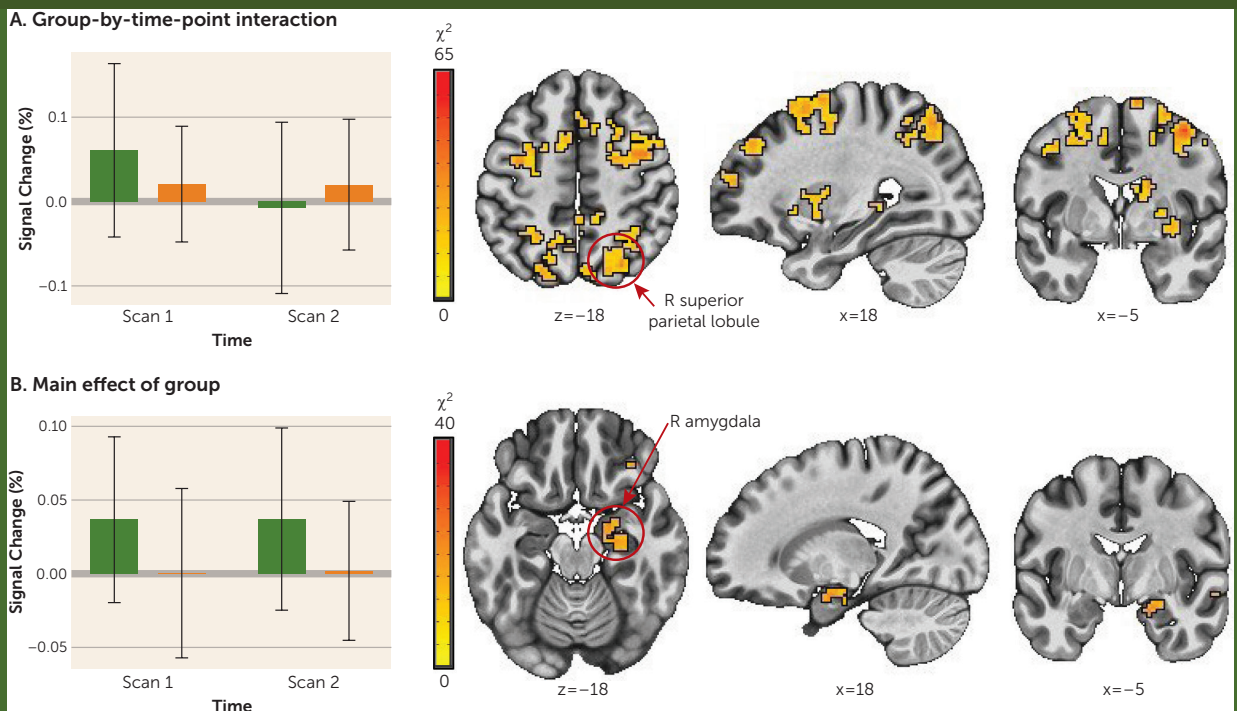 A. Group-by-time-point interaction
Signal Change (%)
0.1
0.0
−0.1
Scan 1
Scan 2
Time
χ2
65
0
z=−18
R superior
parietal lobule
x=18
x=−5
B. Main effect of group
Signal Change (%)
0.10
0.05
0.00
−0.05
Scan 1
Scan 2
Time
χ2
40
0
R amygdala
z=−18
x=18
x=−5